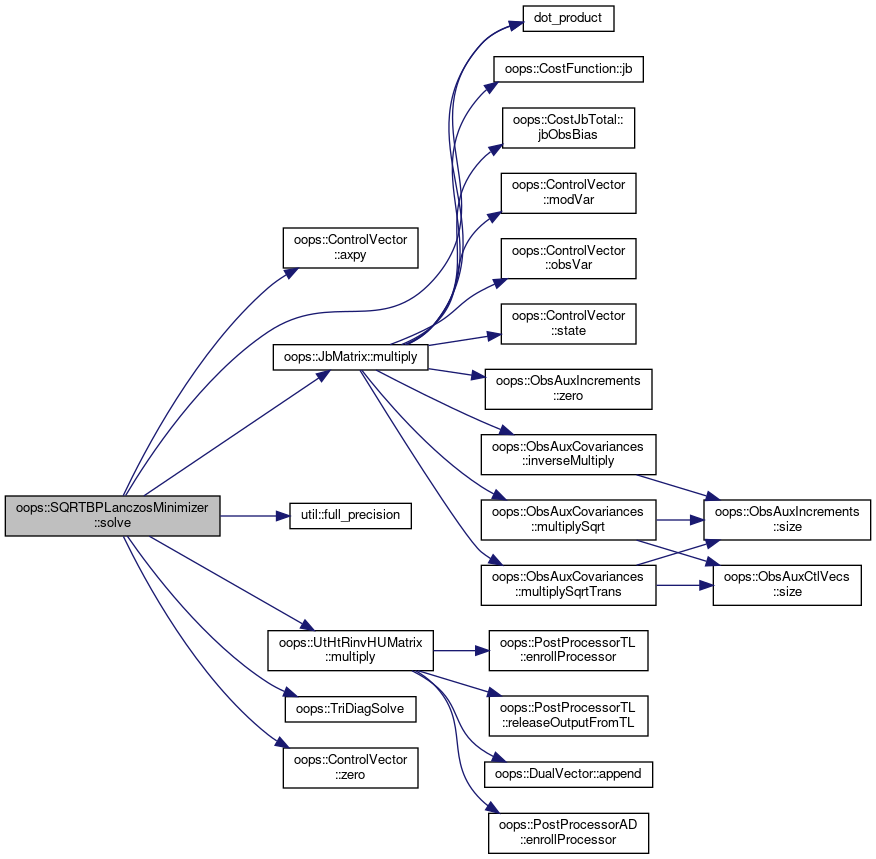 dot_product
oops::CostFunction::jb
oops::CostJbTotal::
jbObsBias
oops::ControlVector
::modVar
oops::ControlVector
::axpy
oops::ControlVector
::obsVar
oops::ControlVector
::state
oops::JbMatrix::multiply
oops::ObsAuxIncrements
::zero
oops::ObsAuxCovariances
::inverseMultiply
oops::SQRTBPLanczosMinimizer
::solve
util::full_precision
oops::ObsAuxCovariances
::multiplySqrt
oops::ObsAuxIncrements
::size
oops::ObsAuxCovariances
::multiplySqrtTrans
oops::ObsAuxCtlVecs
::size
oops::UtHtRinvHUMatrix
::multiply
oops::PostProcessorTL
::enrollProcessor
oops::TriDiagSolve
oops::PostProcessorTL
::releaseOutputFromTL
oops::ControlVector
::zero
oops::DualVector::append
oops::PostProcessorAD
::enrollProcessor